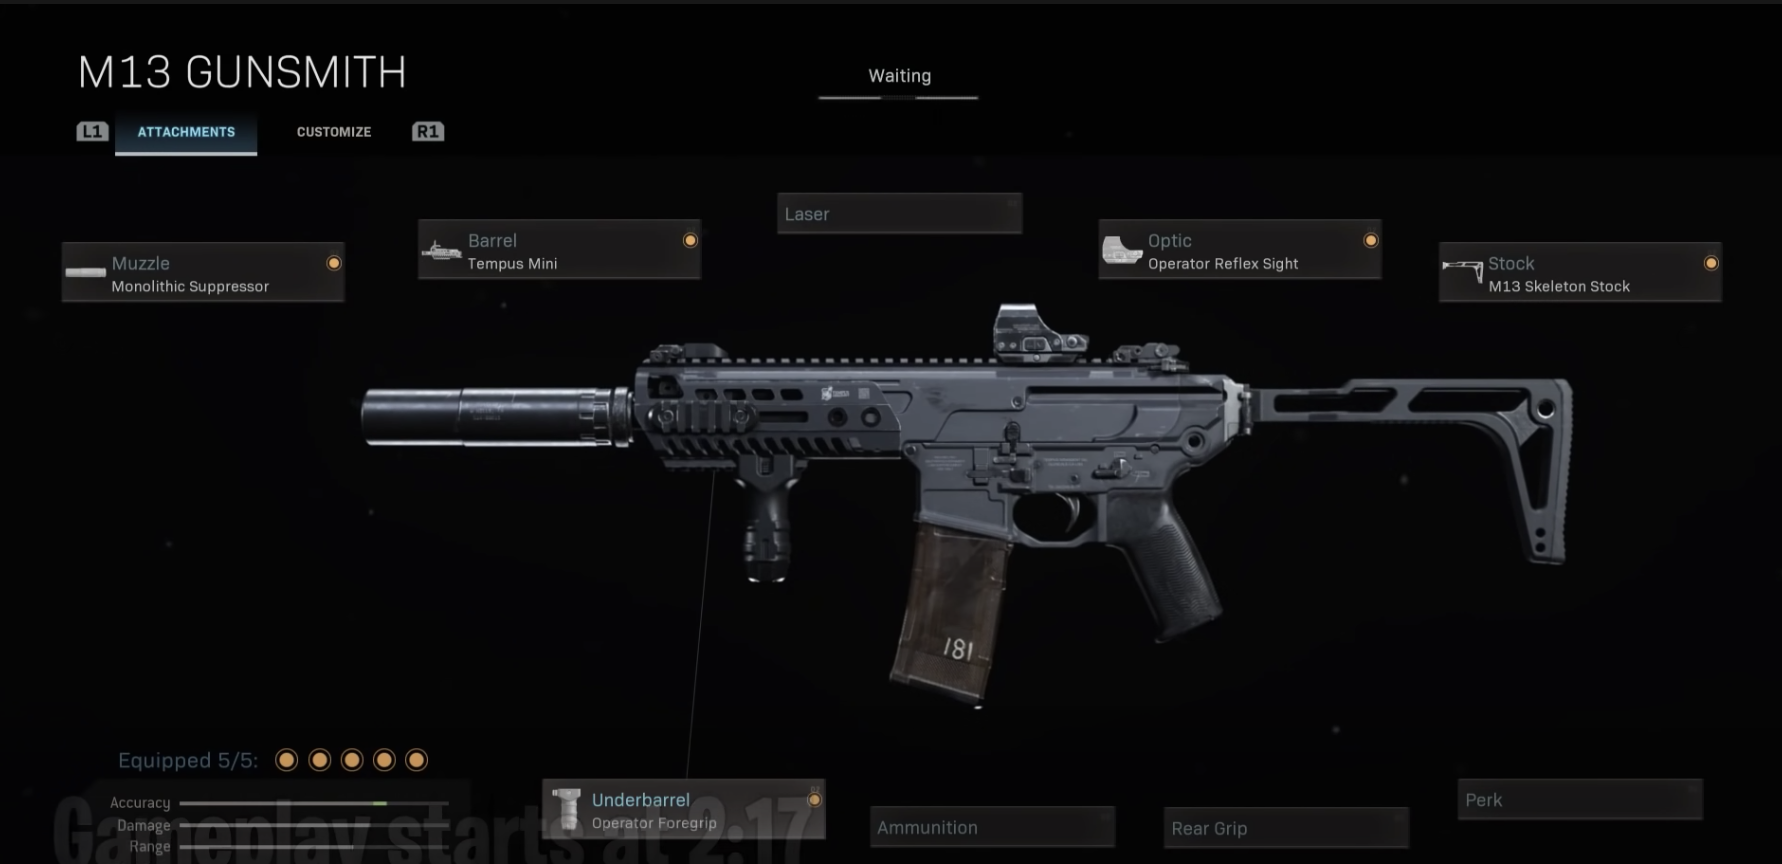 M13 GUNSMITH
Waiting
L1 ATTACHMENTS CUSTOMIZE R1
Laser
Barrel
Tempus Mini
Optic
Operator Reflex Sight
Muzzle
Monolithic Suppressor
Stock
M13 Skeleton Stock
181
Equipped 5/5:
Accuracy
Damage
Range
Gameplay starts at 2:17
Underbarrel
Operator Foregrip
Ammunition
Rear Grip
Perk